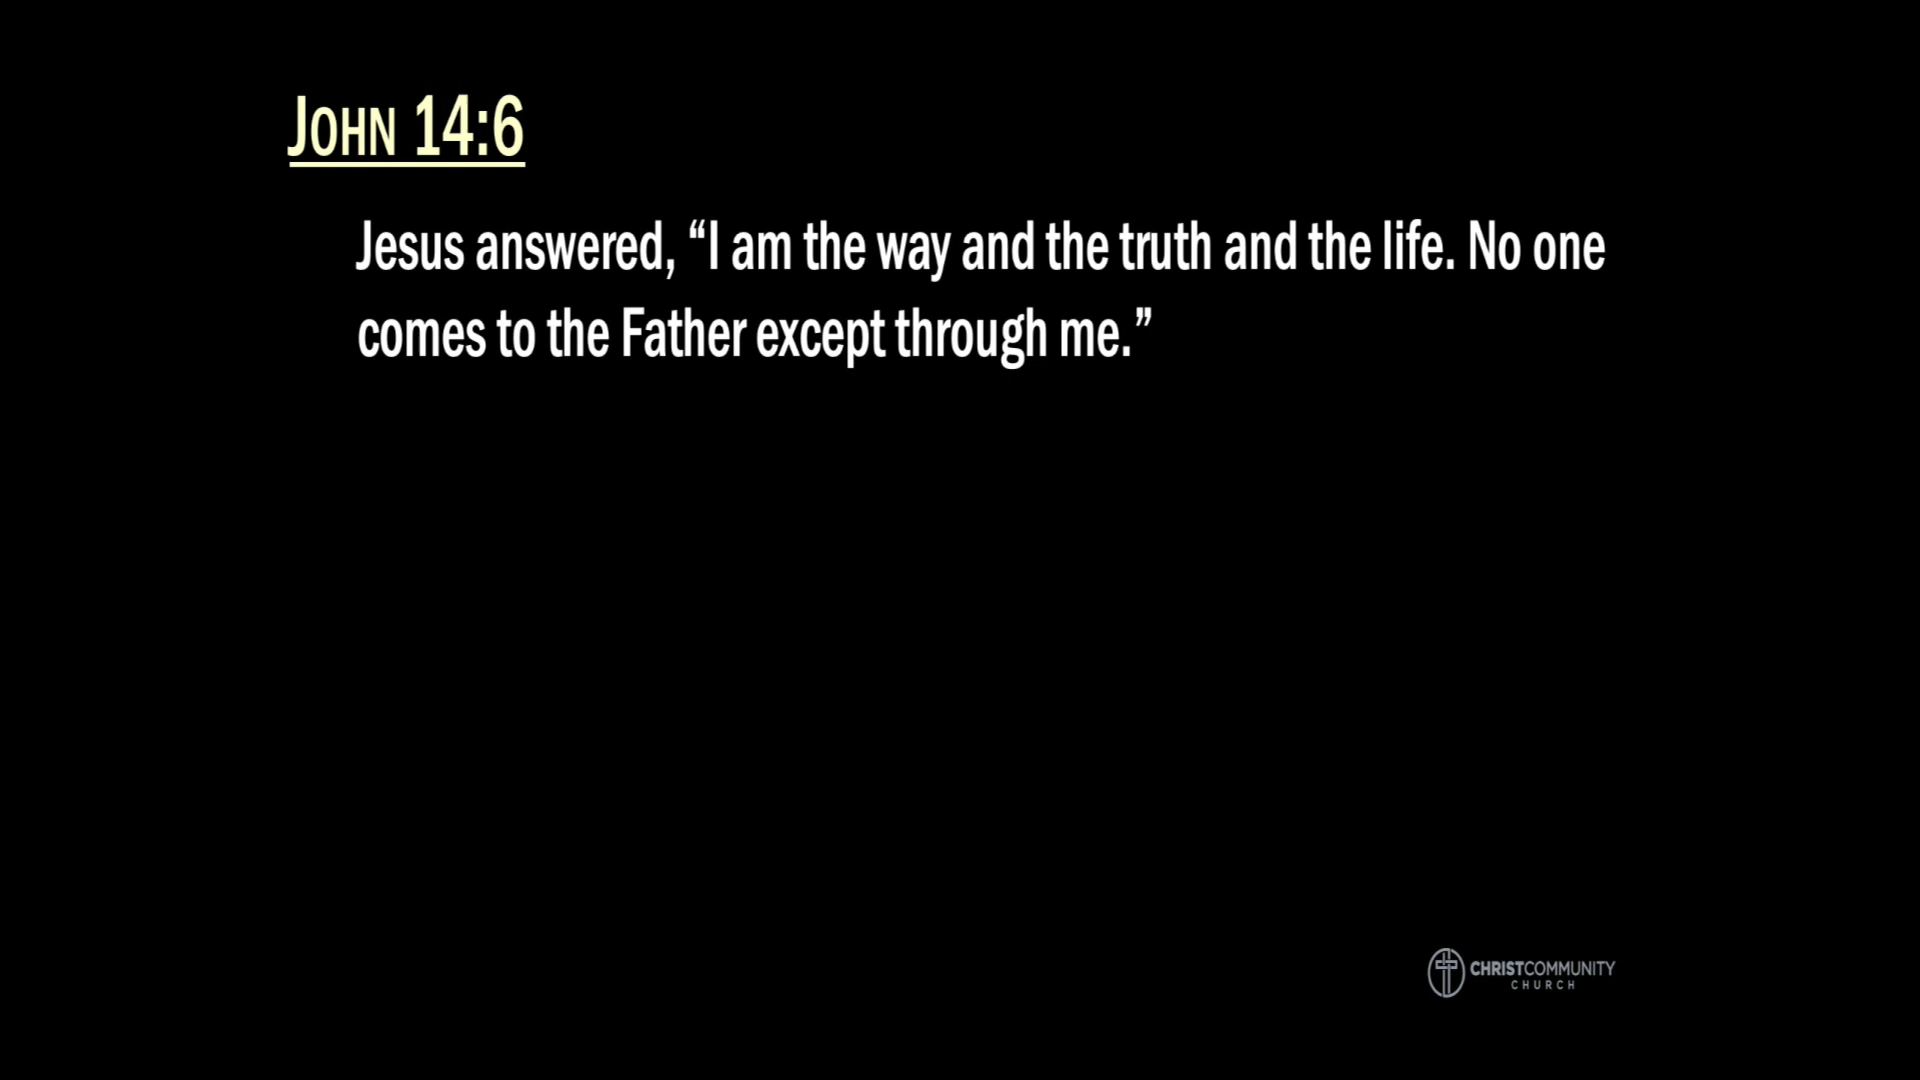 John 14:6
Jesus answered, “I am the way and the truth and the life. No one
comes to the Father except through me.”
CHRISTCOMMUNITY
CHURCH